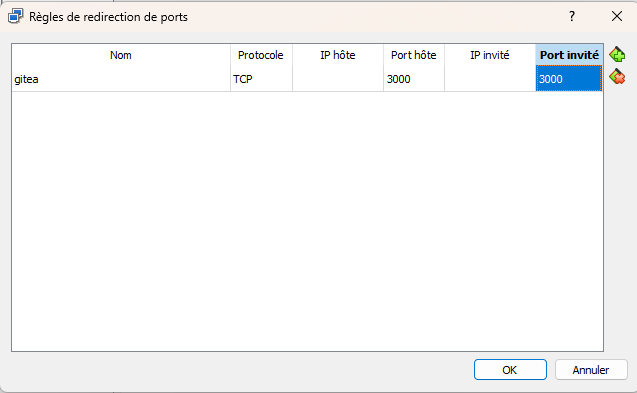 Règles de redirection de ports
?
Nom Protocole IP hôte Port hôte IP invité Port invité
gitea TCP 3000 3000
OK Annuler